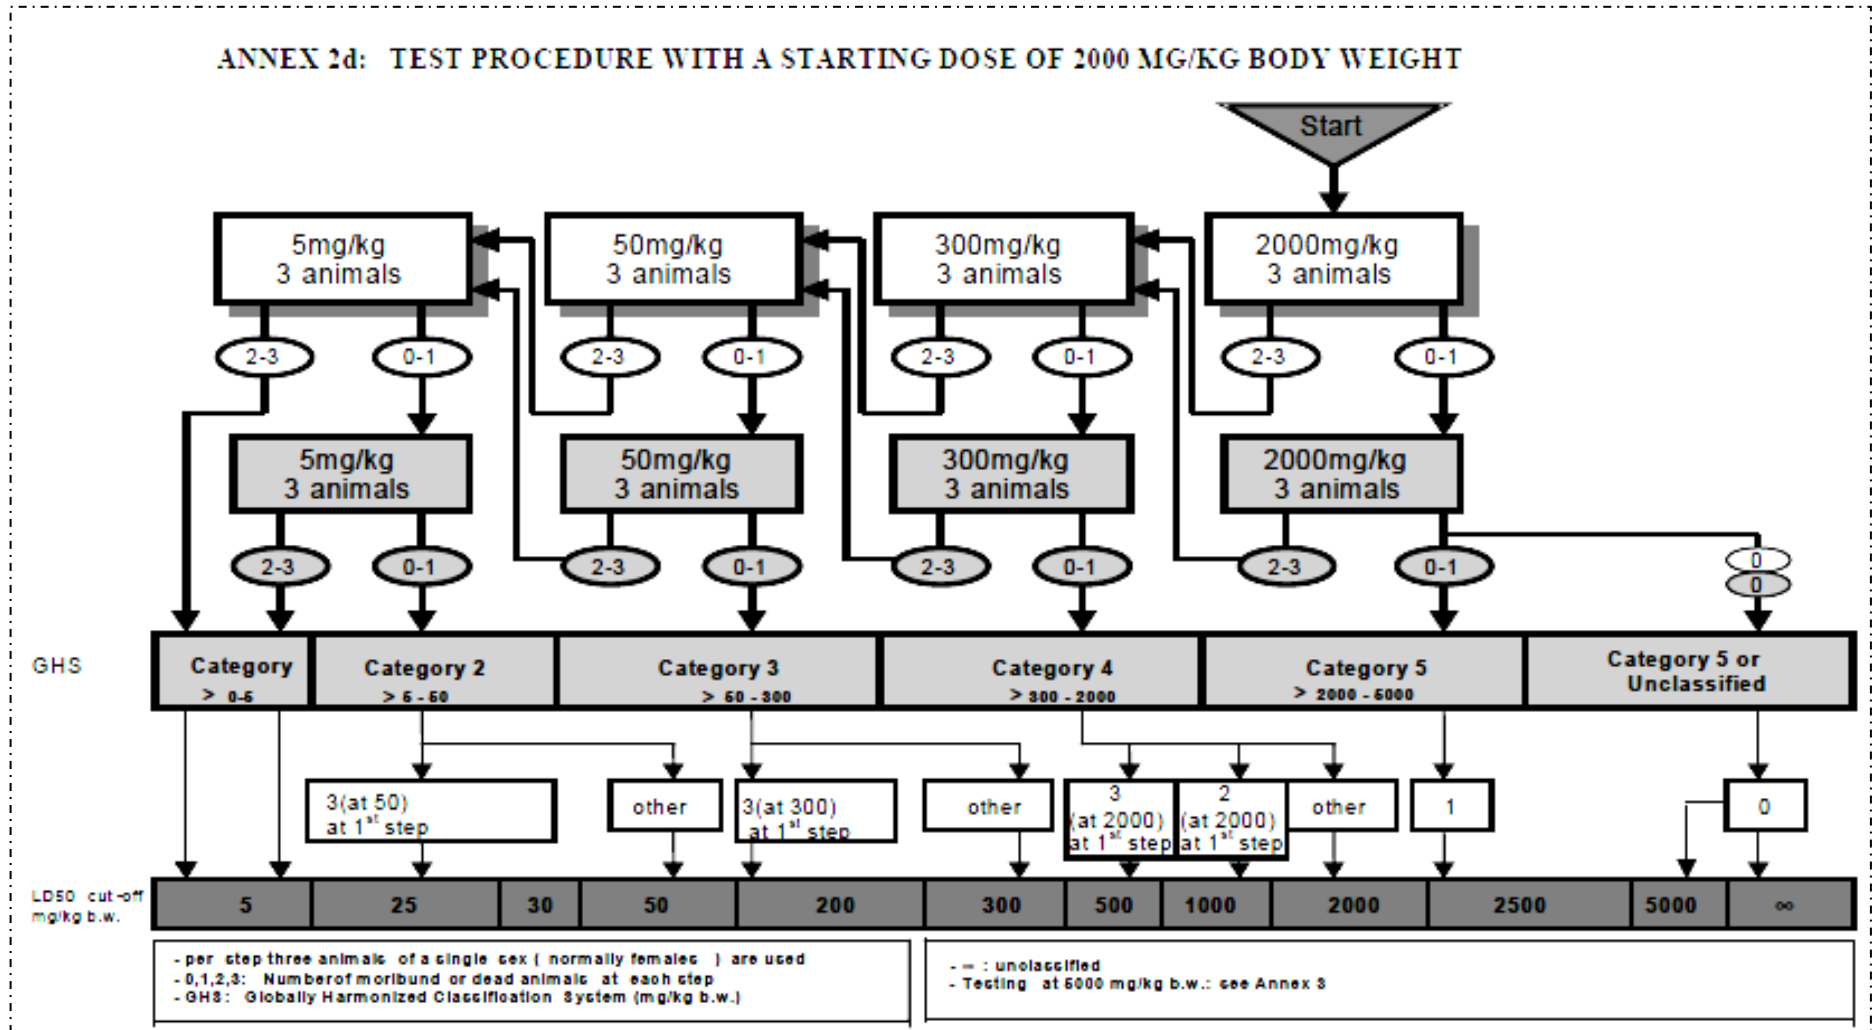 ANNEX 2d: TEST PROCEDURE WITH A STARTING DOSE OF 2000 MG/KG BODY WEIGHT
Start
5mg/kg
3 animals
50mg/kg
3 animals
300mg/kg
3 animals
2000mg/kg
3 animals
2-3
0-1
2-3
0-1
2-3
0-1
2-3
0-1
5mg/kg
3 animals
50mg/kg
3 animals
300mg/kg
3 animals
2000mg/kg
3 animals
2-3
0-1
2-3
0-1
2-3
0-1
2-3
0-1
0
0
GHS
Category
> 0-5
Category 2
> 5 - 50
Category 3
> 50 - 300
Category 4
> 300 - 2000
Category 5
> 2000 - 5000
Category 5 or
Unclassified
3(at 50)
at 1st step
other
3(at 300)
at 1st step
other
3
(at 2000)
at 1st step
2
(at 2000)
at 1st step
other
1
0
LD50 cut-off
mg/kg b.w.
5
25
30
50
200
300
500
1000
2000
2500
5000
∞
- per step three animals of a single sex ( normally females ) are used
- 0,1,2,3: Numberof moribund or dead animals at each step
- GHS: Globally Harmonized Classification System (mg/kg b.w.)
- ∞ : unclassified
- Testing at 5000 mg/kg b.w.: see Annex 3